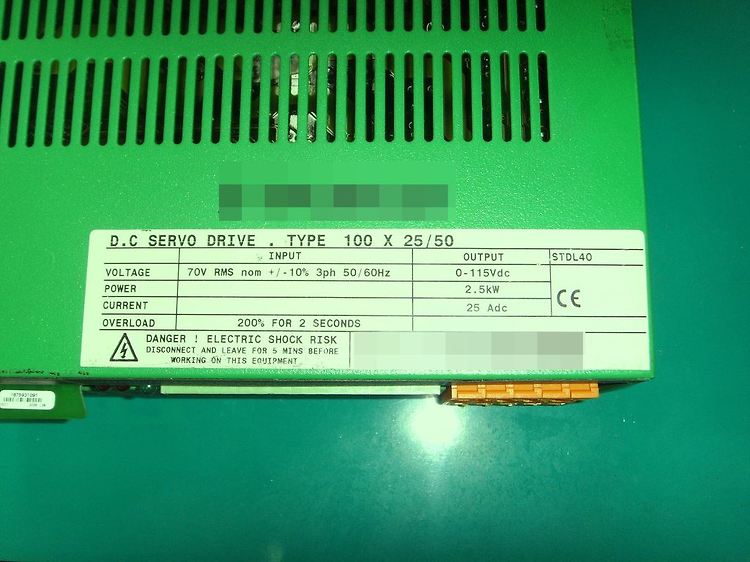 D.C SERVO DRIVE . TYPE 100 X 25/50
INPUT OUTPUT STDL40
VOLTAGE 70V RMS nom +/-10% 3ph 50/60Hz 0-115Vdc
POWER 2.5kW
CURRENT 25 Adc
OVERLOAD 200% FOR 2 SECONDS
CE
DANGER ! ELECTRIC SHOCK RISK
DISCONNECT AND LEAVE FOR 5 MINS BEFORE
WORKING ON THIS EQUIPMENT